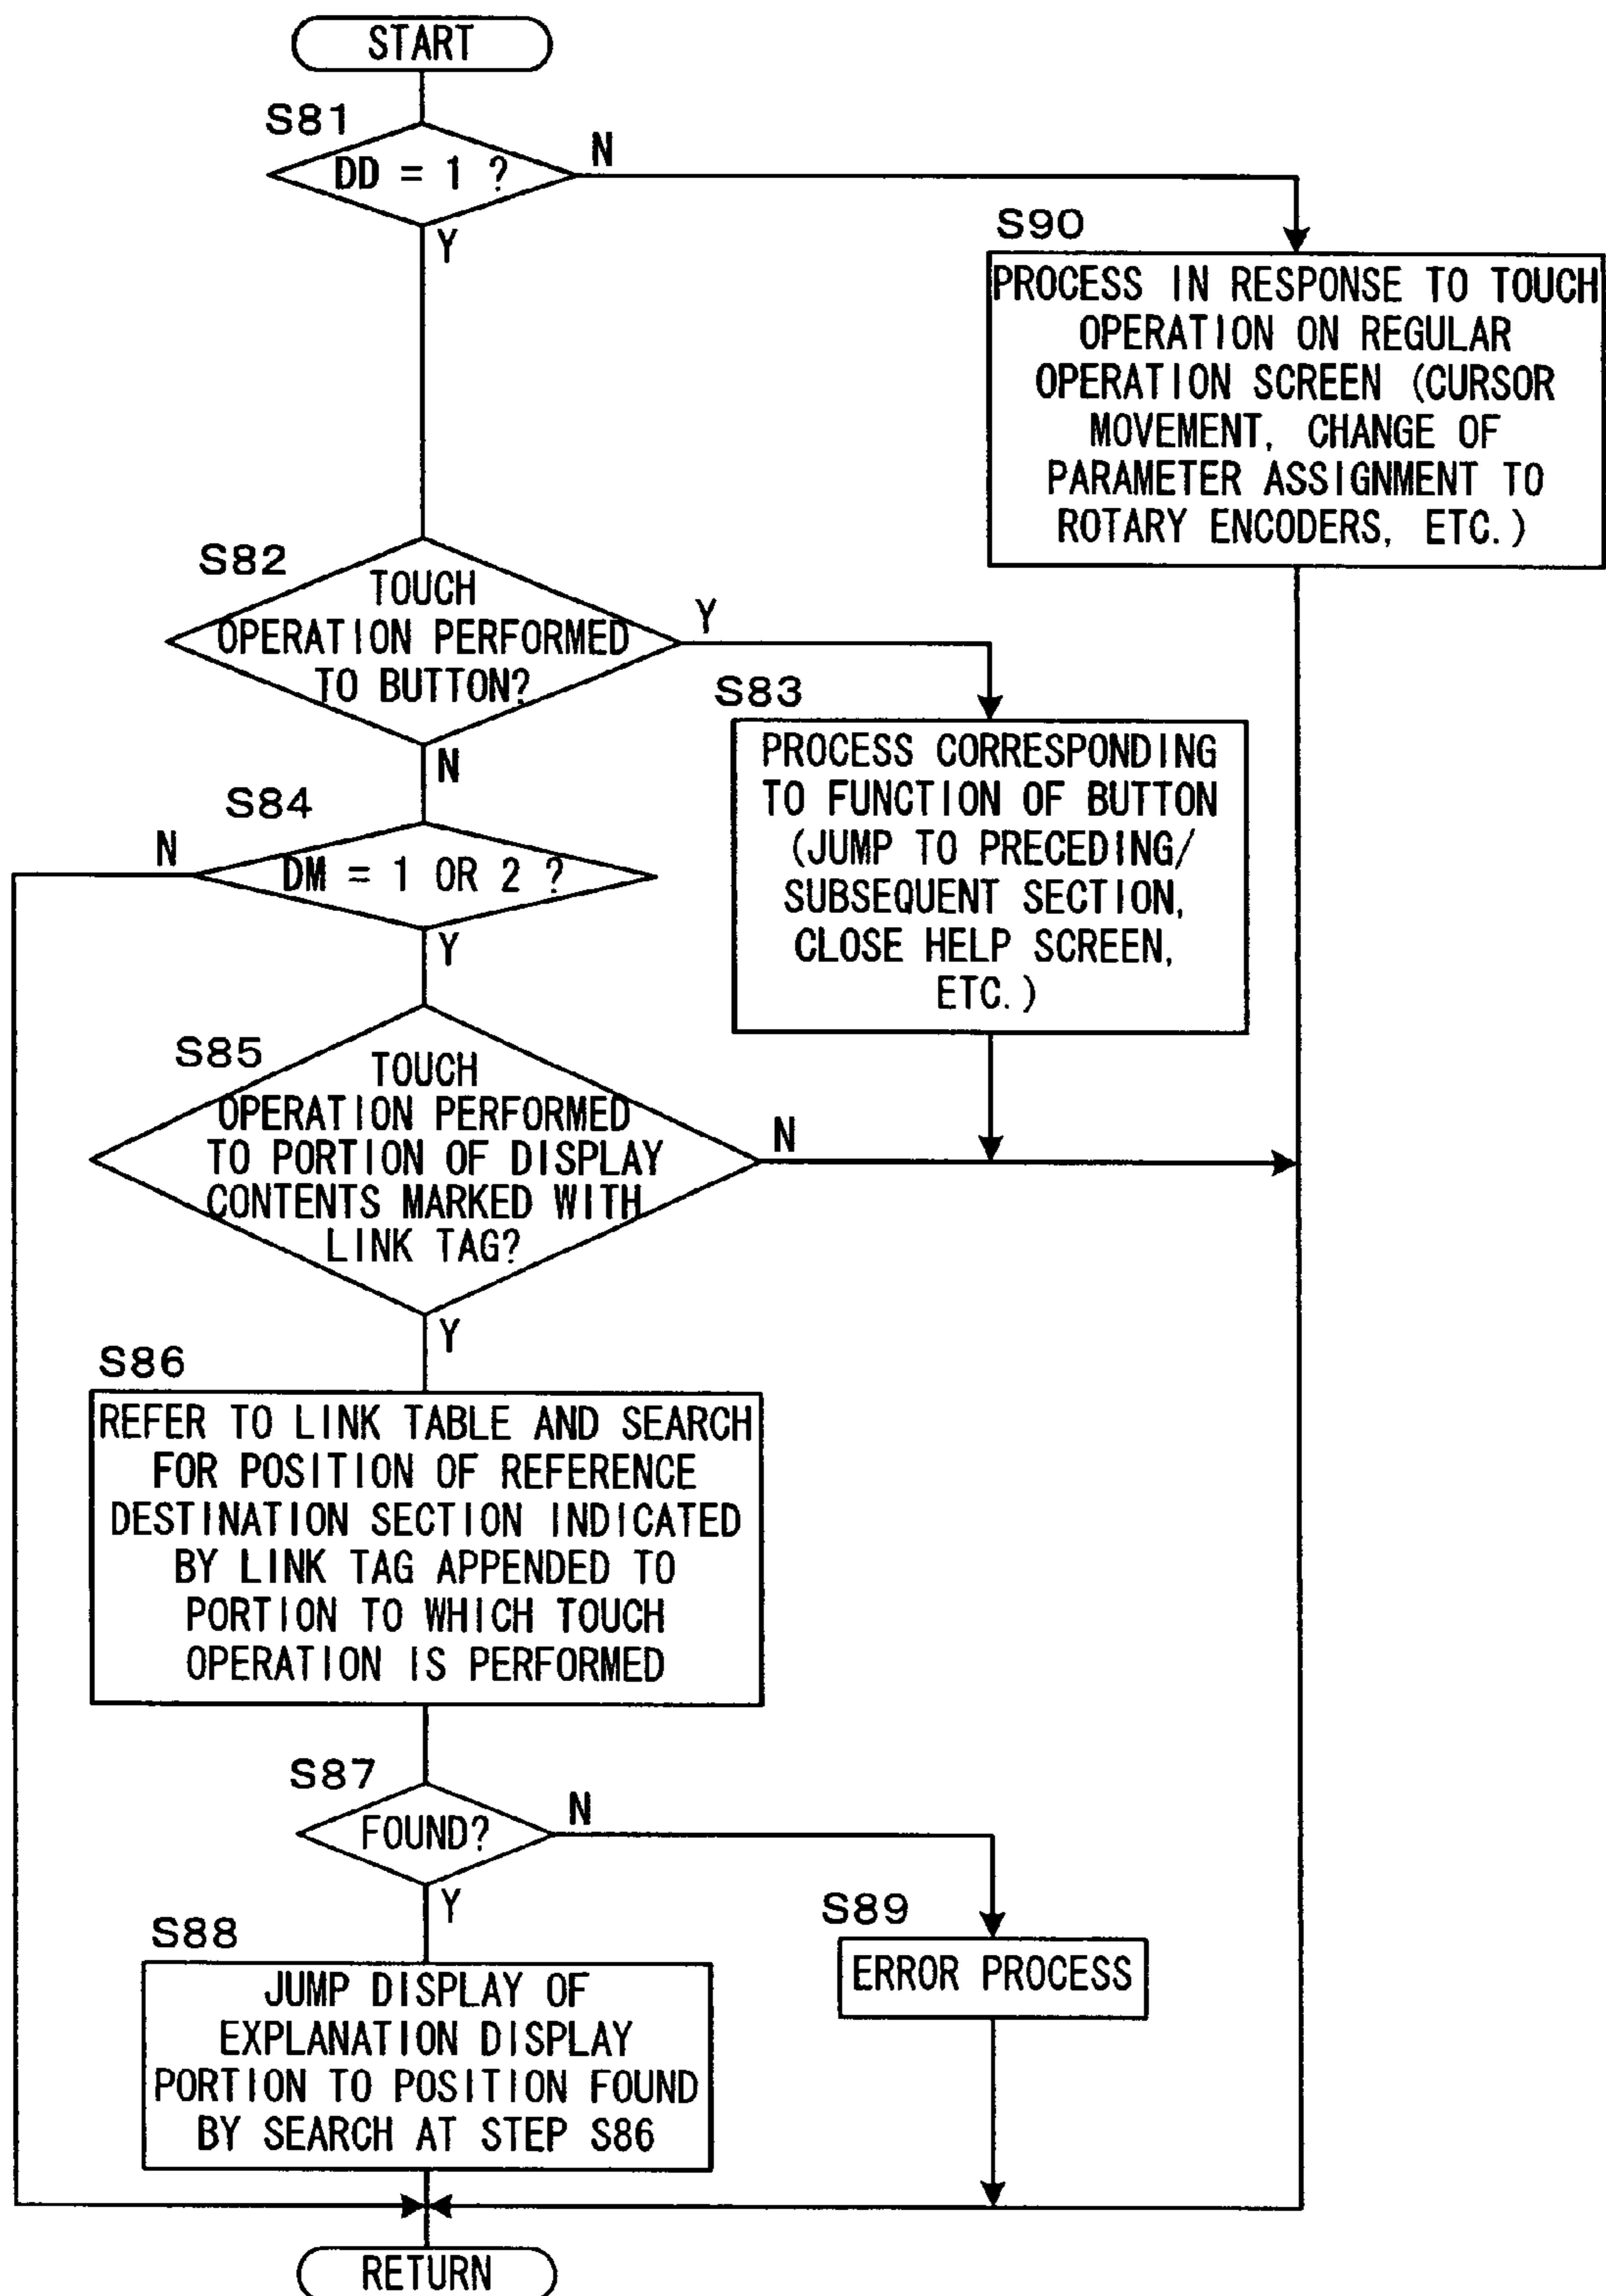 START
S81
DD = 1 ?
N
Y
S90
PROCESS IN RESPONSE TO TOUCH
OPERATION ON REGULAR
OPERATION SCREEN (CURSOR
MOVEMENT, CHANGE OF
PARAMETER ASSIGNMENT TO
ROTARY ENCODERS, ETC.)
S82
TOUCH
OPERATION PERFORMED
TO BUTTON?
Y
N
S83
PROCESS CORRESPONDING
TO FUNCTION OF BUTTON
(JUMP TO PRECEDING/
SUBSEQUENT SECTION,
CLOSE HELP SCREEN,
ETC.)
S84
DM = 1 OR 2 ?
N
Y
S85
TOUCH
OPERATION PERFORMED
TO PORTION OF DISPLAY
CONTENTS MARKED WITH
LINK TAG?
N
Y
S86
REFER TO LINK TABLE AND SEARCH
FOR POSITION OF REFERENCE
DESTINATION SECTION INDICATED
BY LINK TAG APPENDED TO
PORTION TO WHICH TOUCH
OPERATION IS PERFORMED
S87
FOUND?
N
Y
S88
JUMP DISPLAY OF
EXPLANATION DISPLAY
PORTION TO POSITION FOUND
BY SEARCH AT STEP S86
S89
ERROR PROCESS
RETURN